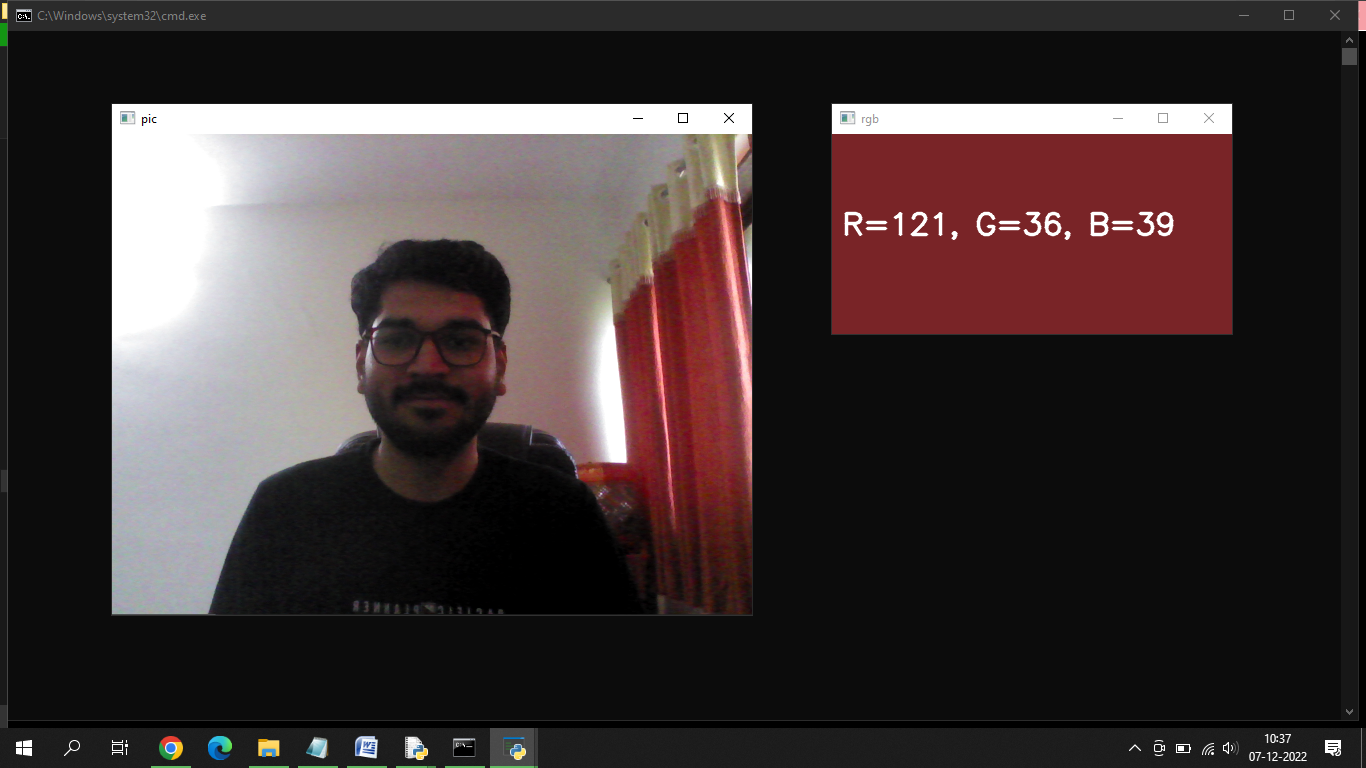 C:\Windows\system32\cmd.exe
pic
rgb
R=121, G=36, B=39
10:37
07-12-2022